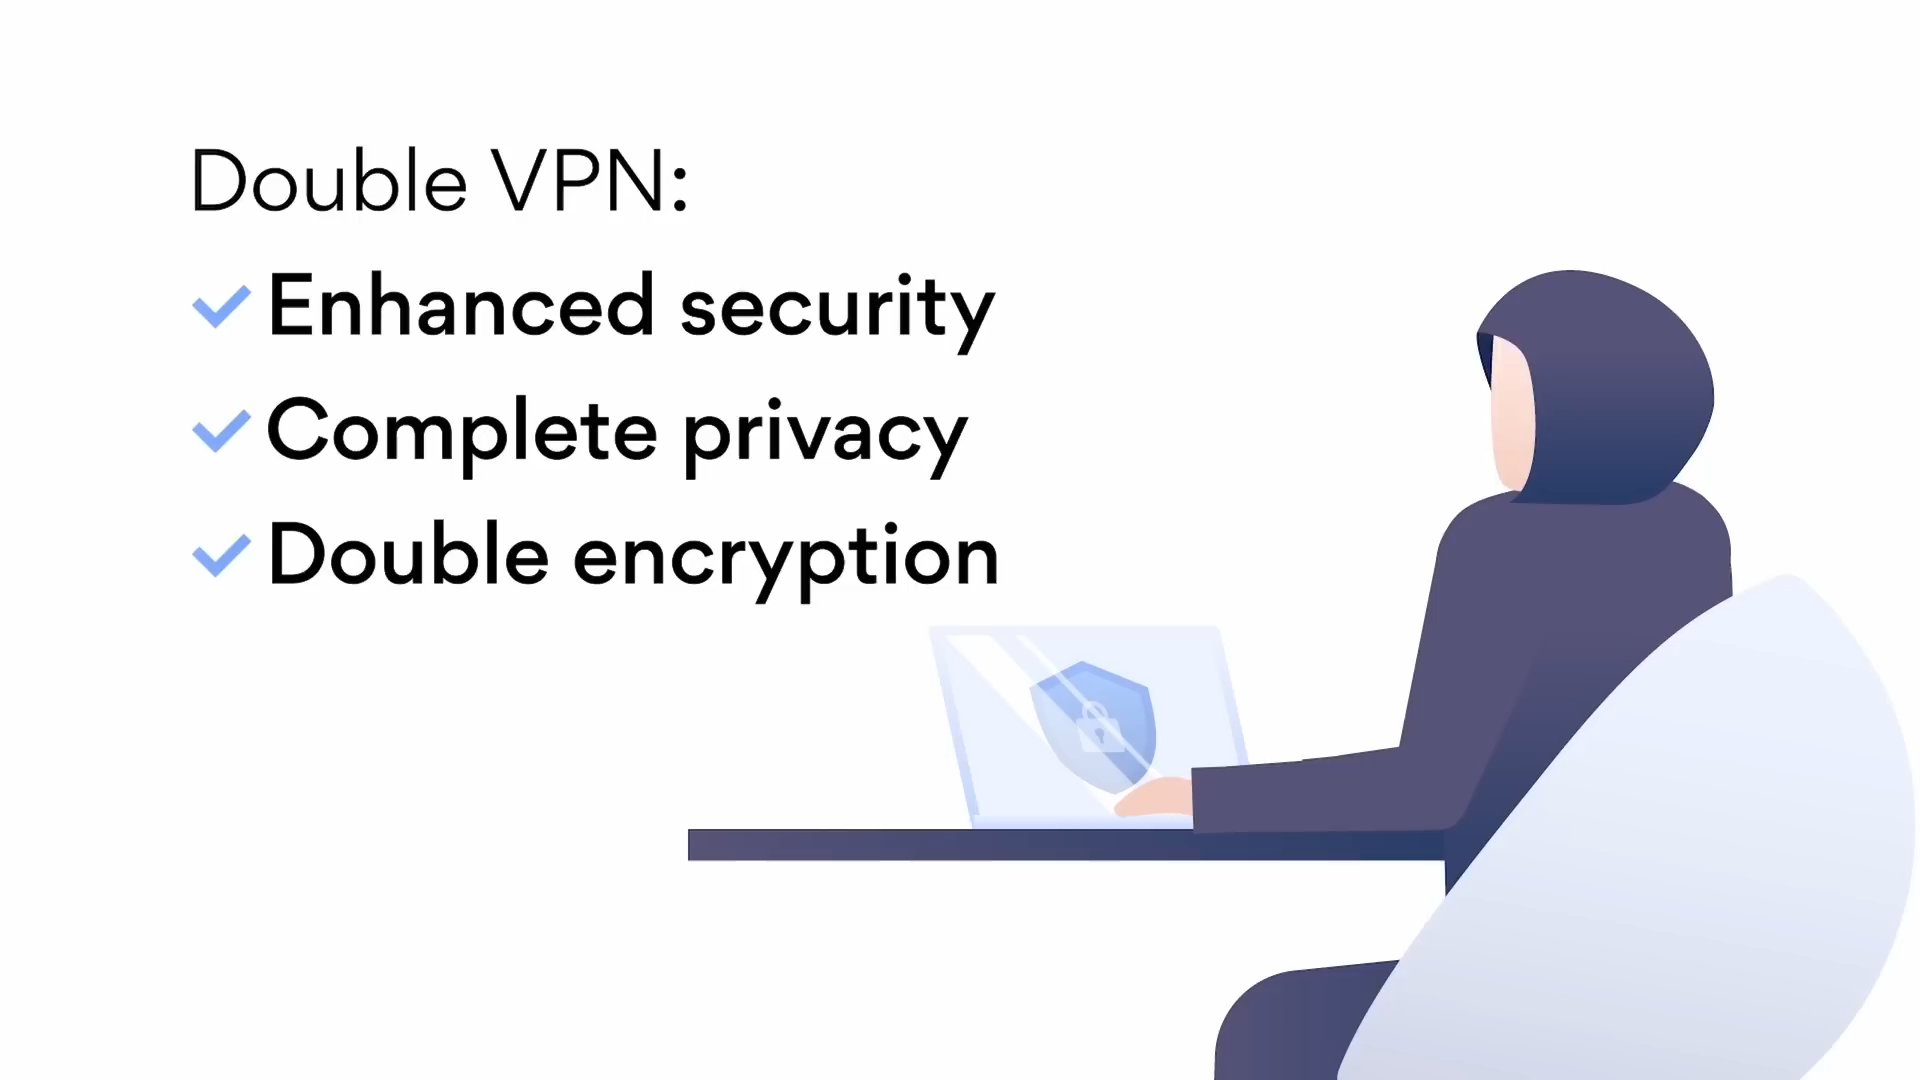 Double VPN:
Enhanced security
Complete privacy
Double encryption